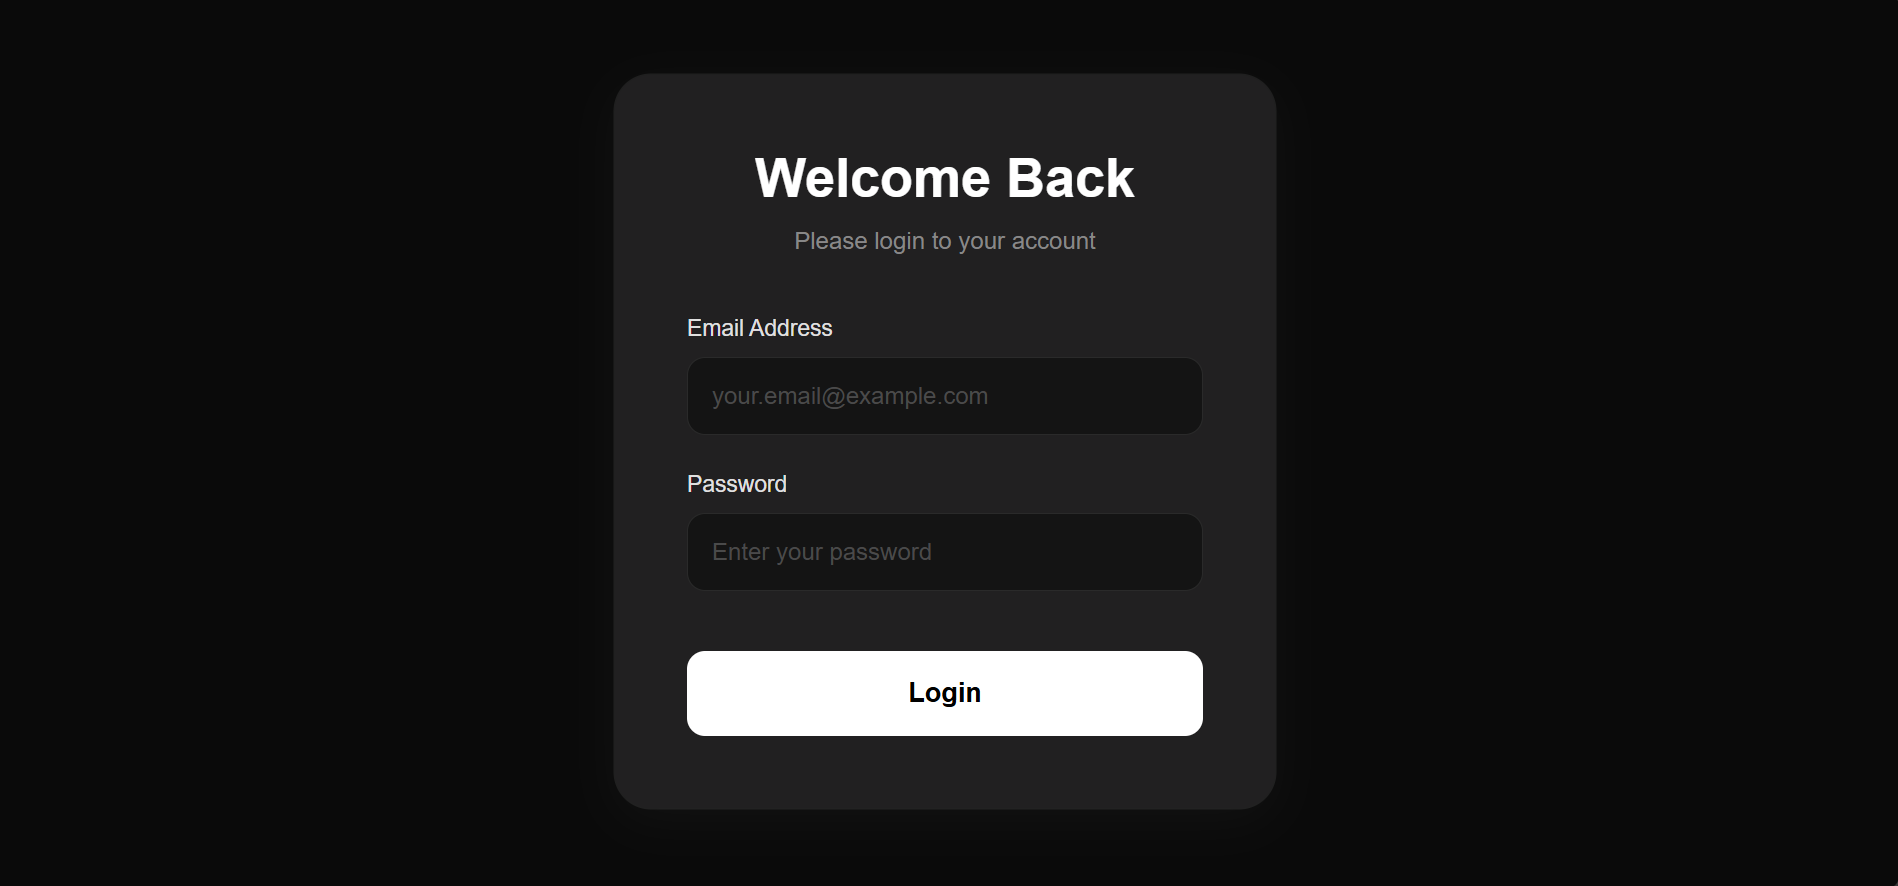 Welcome Back
Please login to your account
Email Address
your.email@example.com
Password
Enter your password
Login